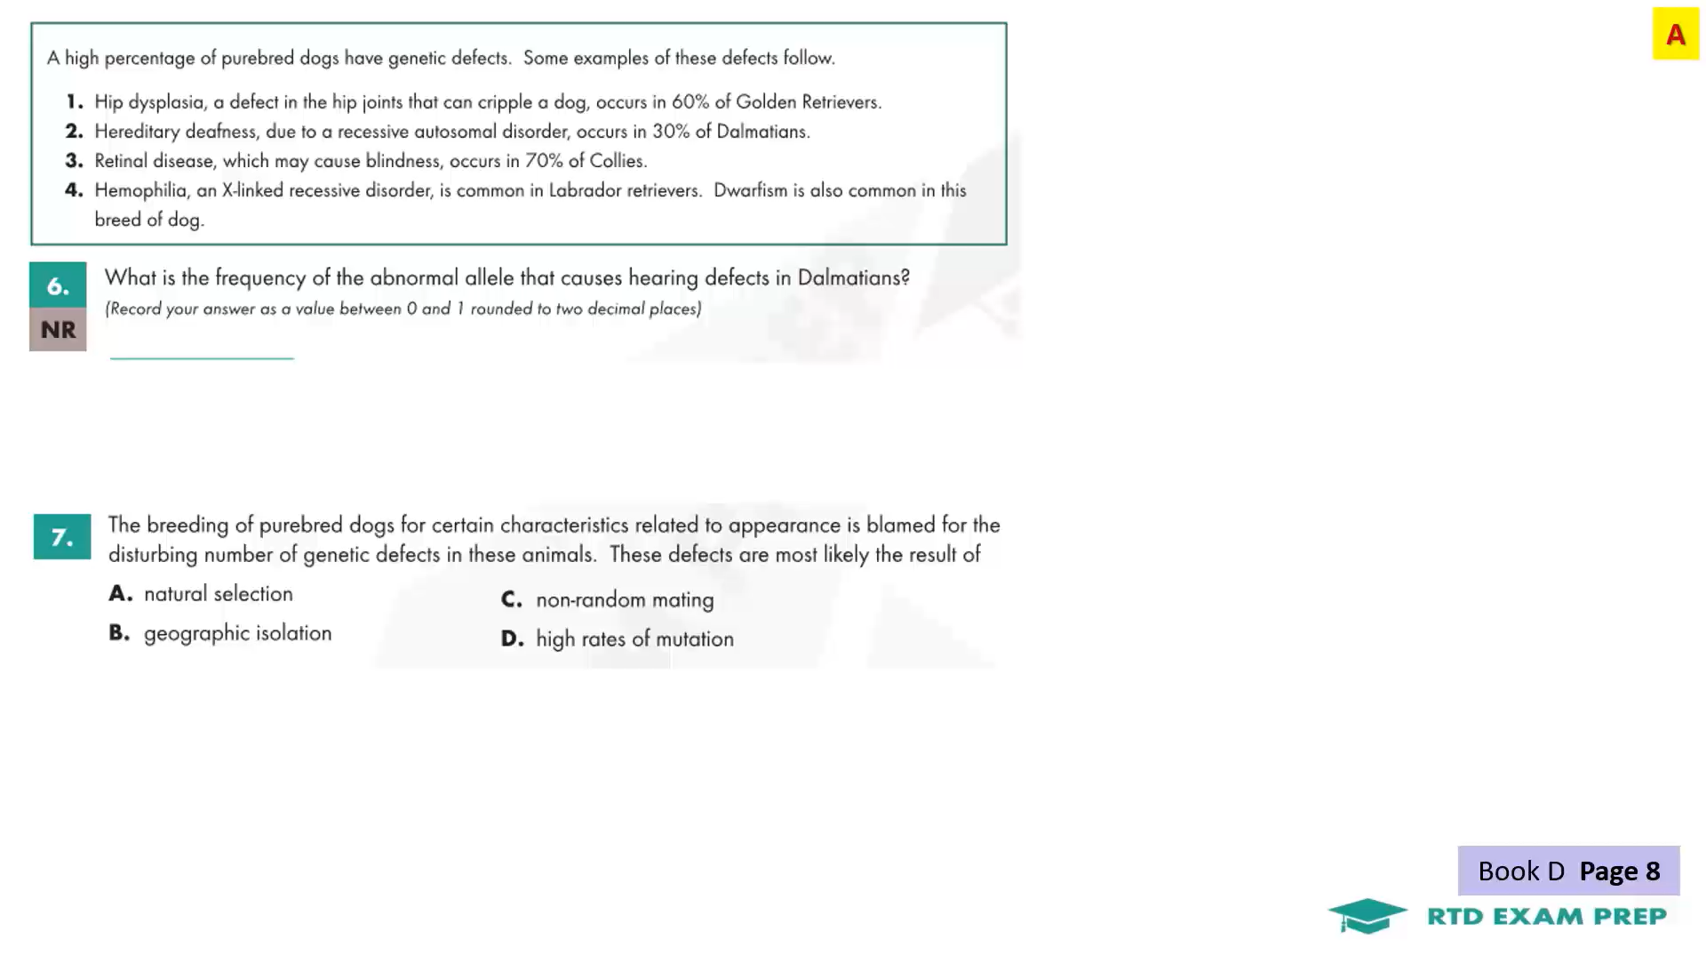 A
A high percentage of purebred dogs have genetic defects. Some examples of these defects follow.
1. Hip dysplasia, a defect in the hip joints that can cripple a dog, occurs in 60% of Golden Retrievers.
2. Hereditary deafness, due to a recessive autosomal disorder, occurs in 30% of Dalmatians.
3. Retinal disease, which may cause blindness, occurs in 70% of Collies.
4. Hemophilia, an X-linked recessive disorder, is common in Labrador retrievers. Dwarfism is also common in this
breed of dog.
6. What is the frequency of the abnormal allele that causes hearing defects in Dalmatians?
(Record your answer as a value between 0 and 1 rounded to two decimal places)
NR
7. The breeding of purebred dogs for certain characteristics related to appearance is blamed for the
disturbing number of genetic defects in these animals. These defects are most likely the result of
A. natural selection
B. geographic isolation
C. non-random mating
D. high rates of mutation
Book D Page 8
RTD EXAM PREP